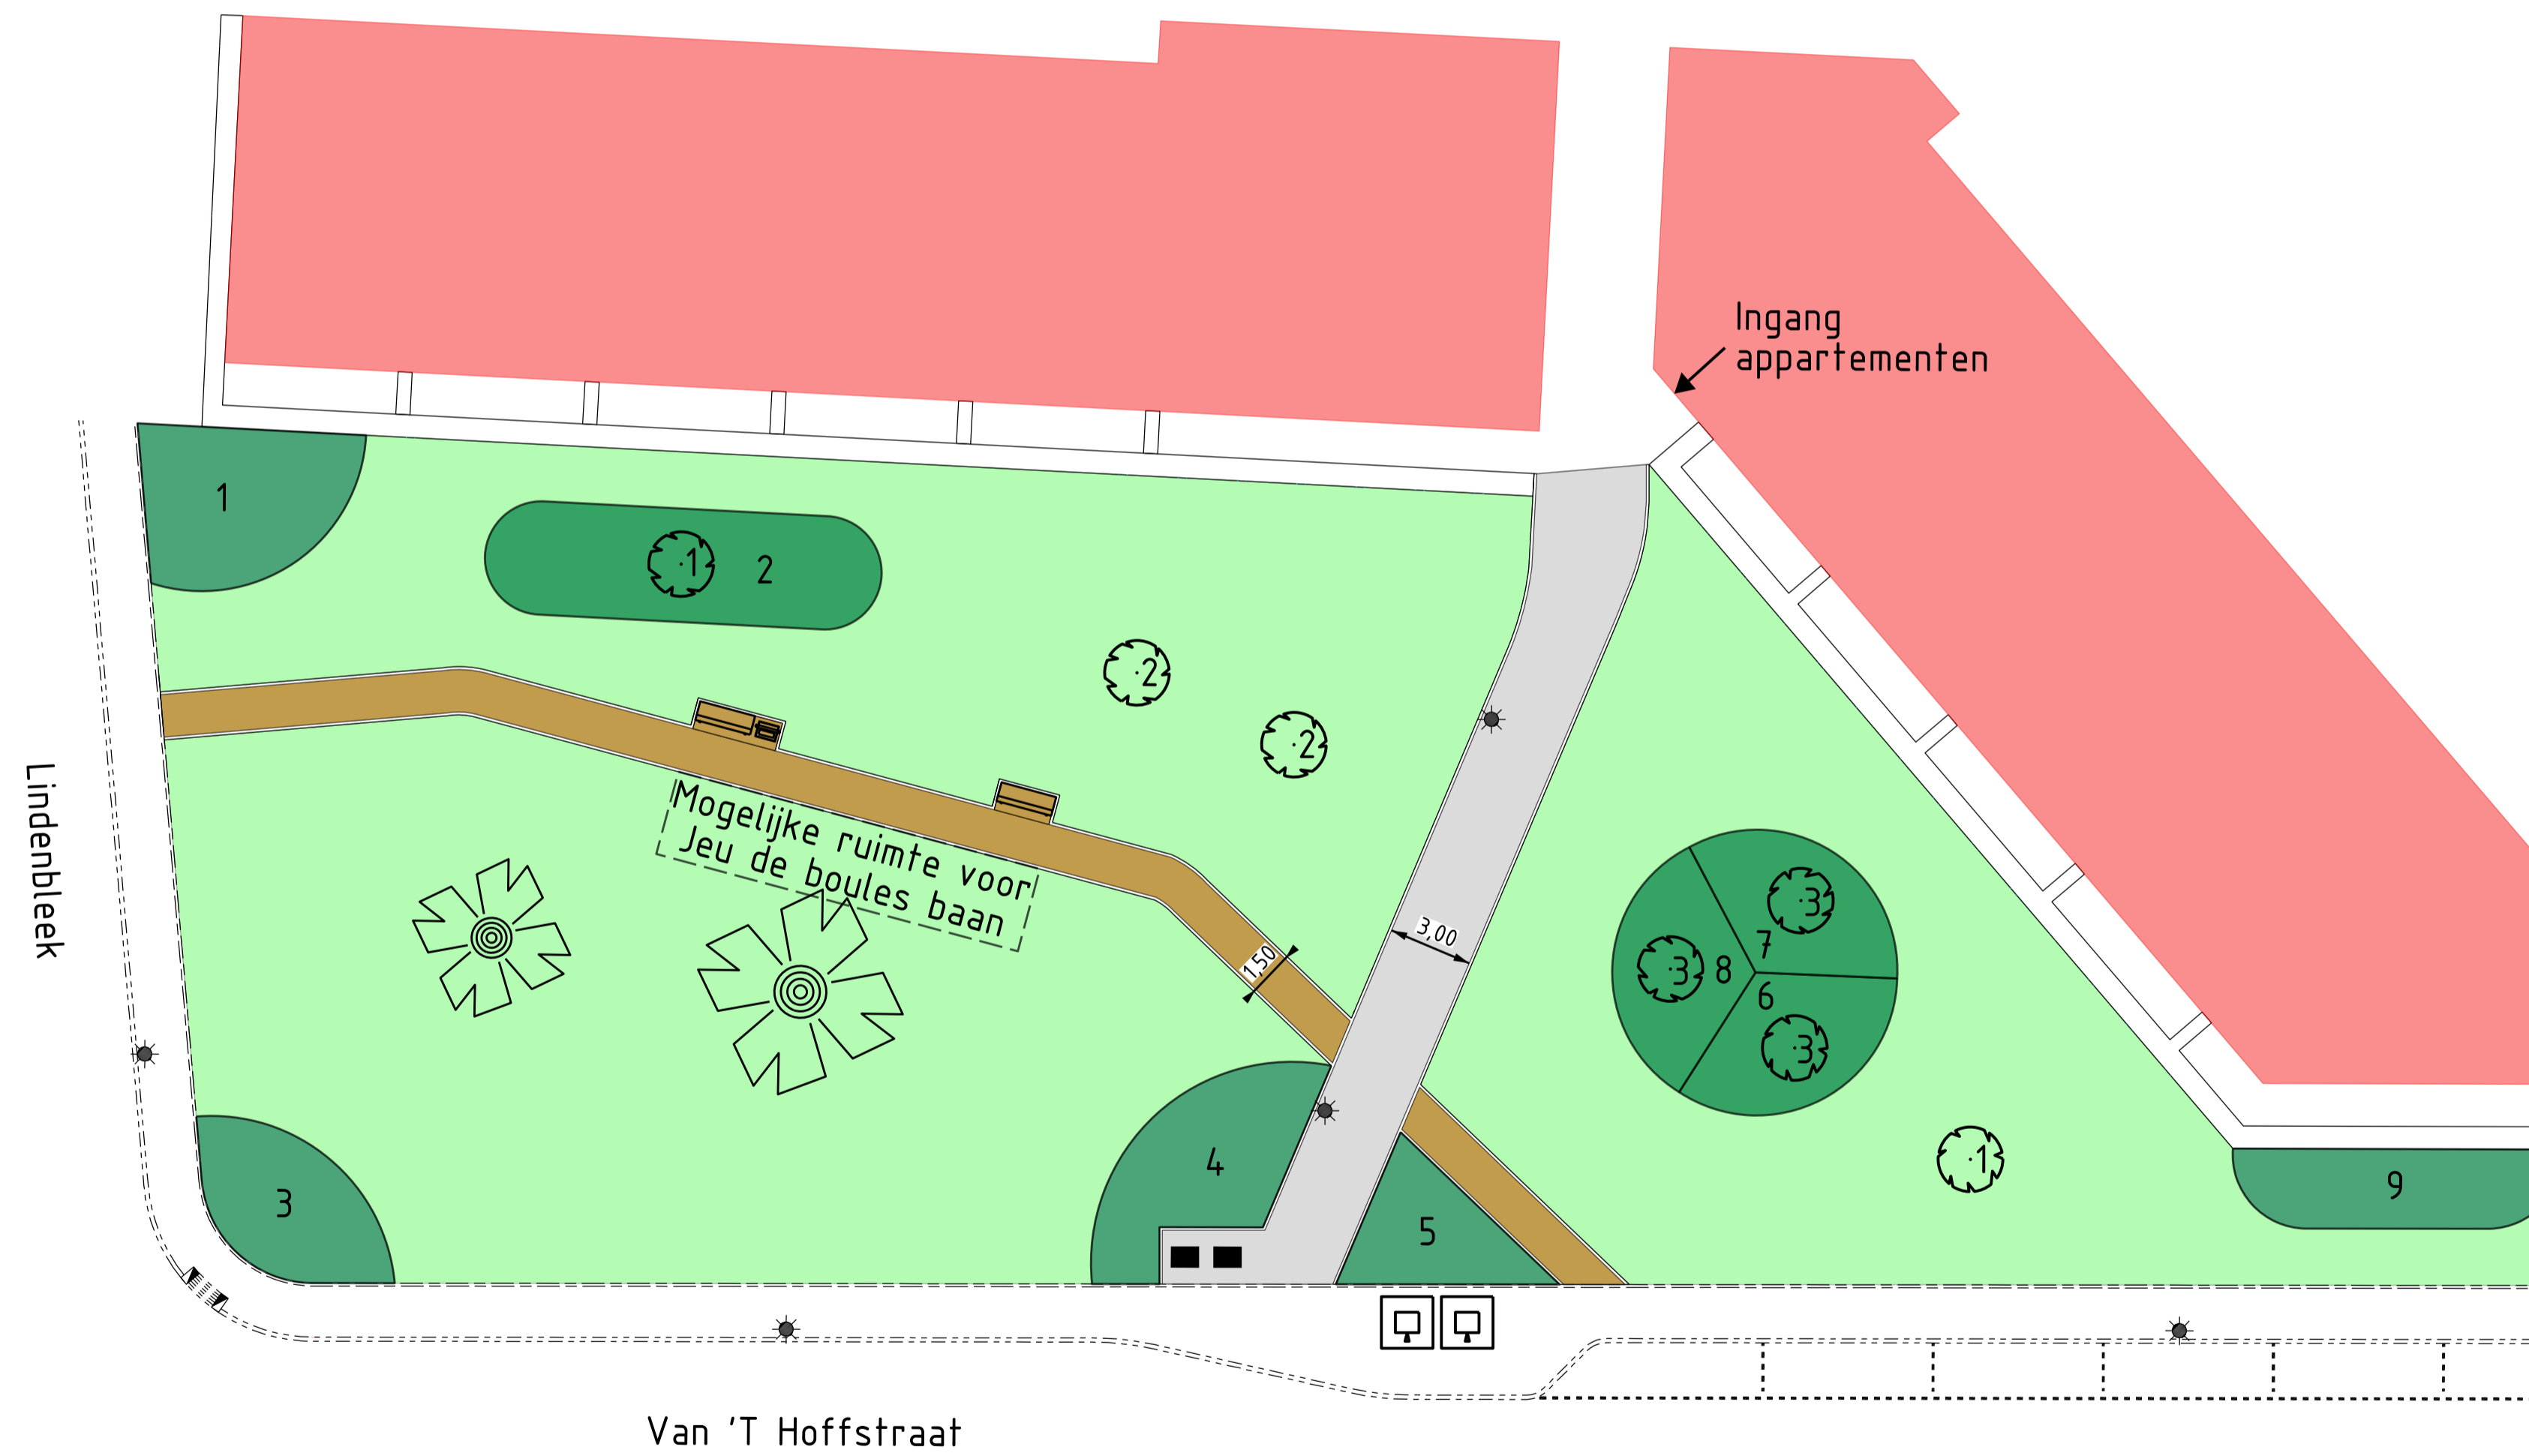 Ingang
appartementen
1
1 2
2
2
Lindenbleek
Mogelijke ruimte voor
Jeu de boules baan
3,00
1,50
3
7
3 8
6
3
1
4
9
3
5
Van 'T Hoffstraat